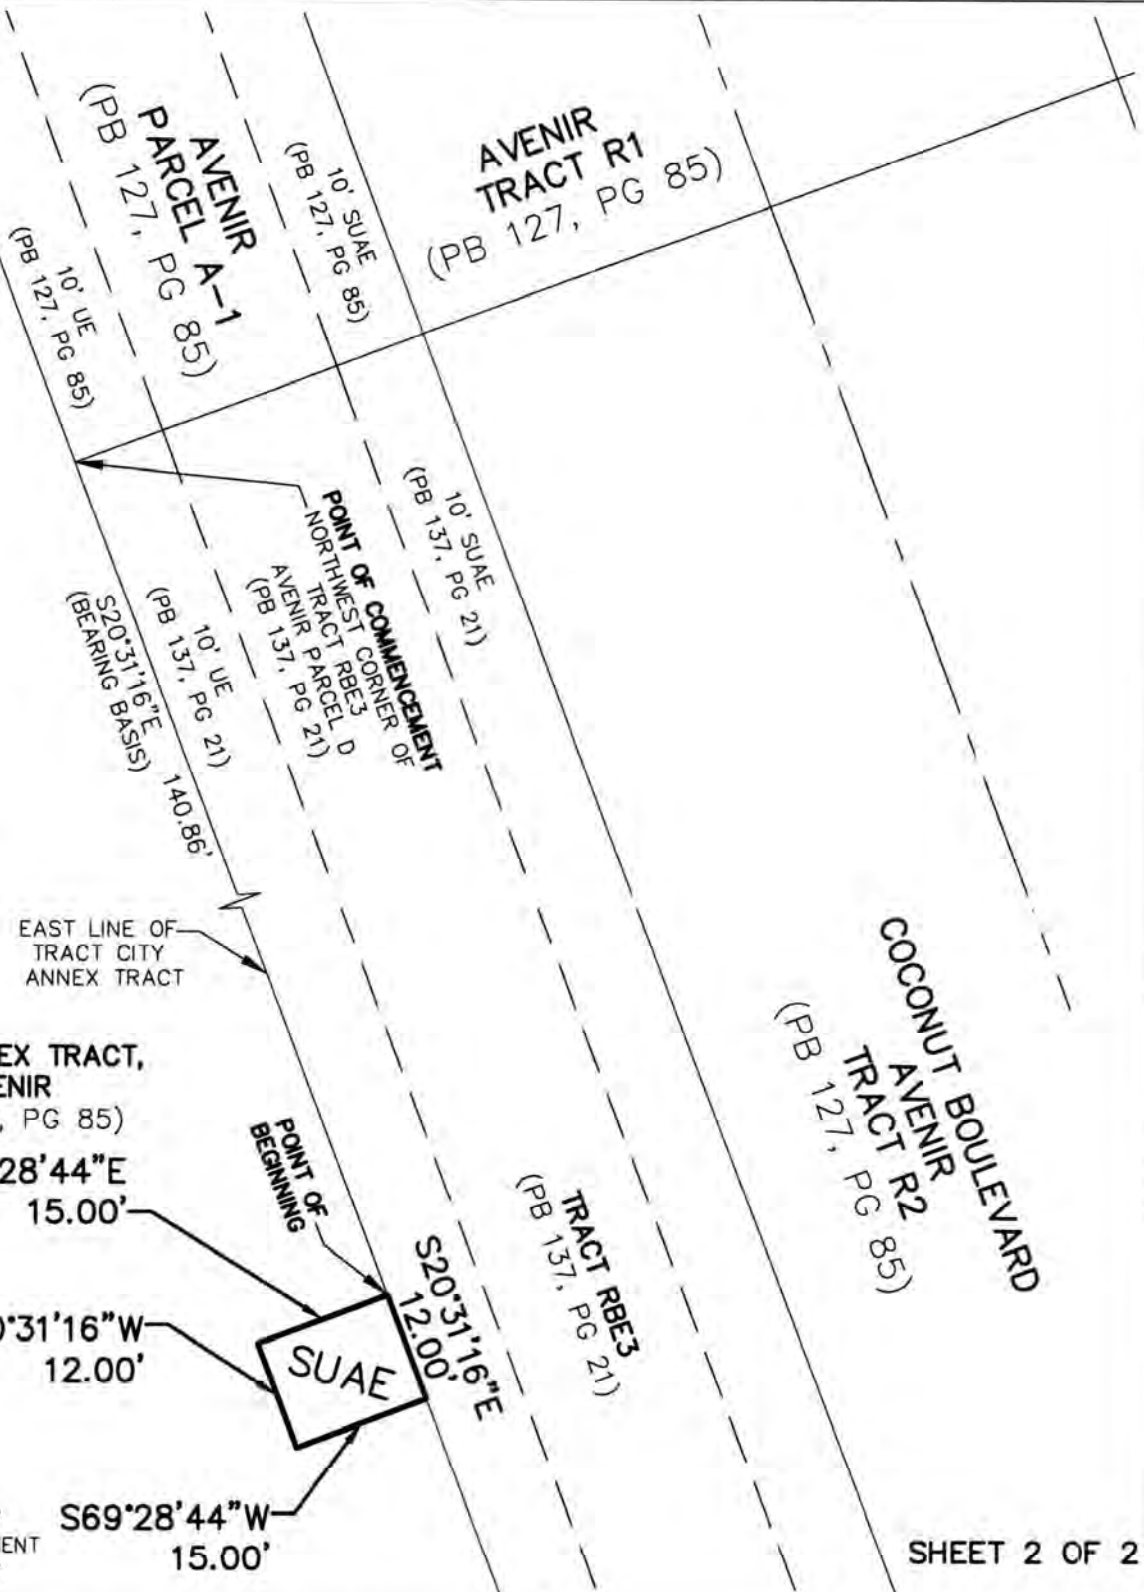 AVENIR
PARCEL A-1
(PB 127, PG 85)
10' SUAE
(PB 127, PG 85)
AVENIR
TRACT R1
(PB 127, PG 85)
10' UE
(PB 127, PG 85)
POINT OF COMMENCEMENT
NORTHWEST CORNER OF
TRACT RBE3
AVENIR PARCEL D
(PB 137, PG 21)
10' SUAE
(PB 137, PG 21)
10' UE
(PB 137, PG 21)
S20°31'16"E 140.86'
(BEARING BASIS)
EAST LINE OF
TRACT CITY
ANNEX TRACT
TRACT,
PG 85)
28'44"E
15.00'
POINT OF
BEGINNING
°31'16"W
12.00'
SUAE
S20°31'16"E
12.00'
S69°28'44"W
15.00'
TRACT RBE3
(PB 137, PG 21)
COCONUT BOULEVARD
AVENIR
TRACT R2
(PB 127, PG 85)
SHEET 2 OF 2